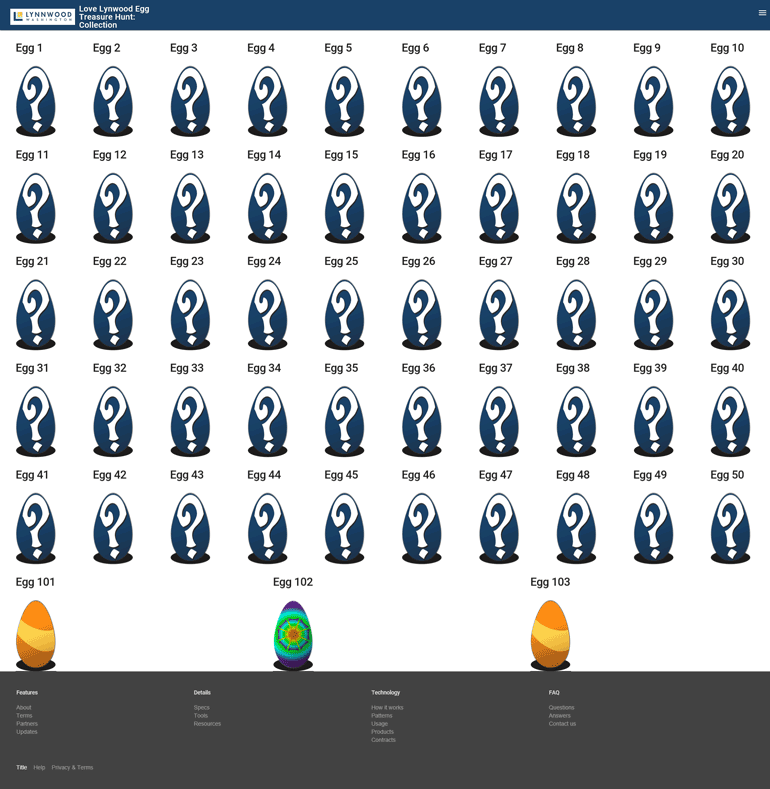 LYNNWOOD
WASHINGTON
Love Lynwood Egg
Treasure Hunt:
Collection
Egg 1 Egg 2 Egg 3 Egg 4 Egg 5 Egg 6 Egg 7 Egg 8 Egg 9 Egg 10
Egg 11 Egg 12 Egg 13 Egg 14 Egg 15 Egg 16 Egg 17 Egg 18 Egg 19 Egg 20
Egg 21 Egg 22 Egg 23 Egg 24 Egg 25 Egg 26 Egg 27 Egg 28 Egg 29 Egg 30
Egg 31 Egg 32 Egg 33 Egg 34 Egg 35 Egg 36 Egg 37 Egg 38 Egg 39 Egg 40
Egg 41 Egg 42 Egg 43 Egg 44 Egg 45 Egg 46 Egg 47 Egg 48 Egg 49 Egg 50
Egg 101 Egg 102 Egg 103
Features
About
Terms
Partners
Updates
Details
Specs
Tools
Resources
Technology
How it works
Patterns
Usage
Products
Contracts
FAQ
Questions
Answers
Contact us
Title Help Privacy & Terms